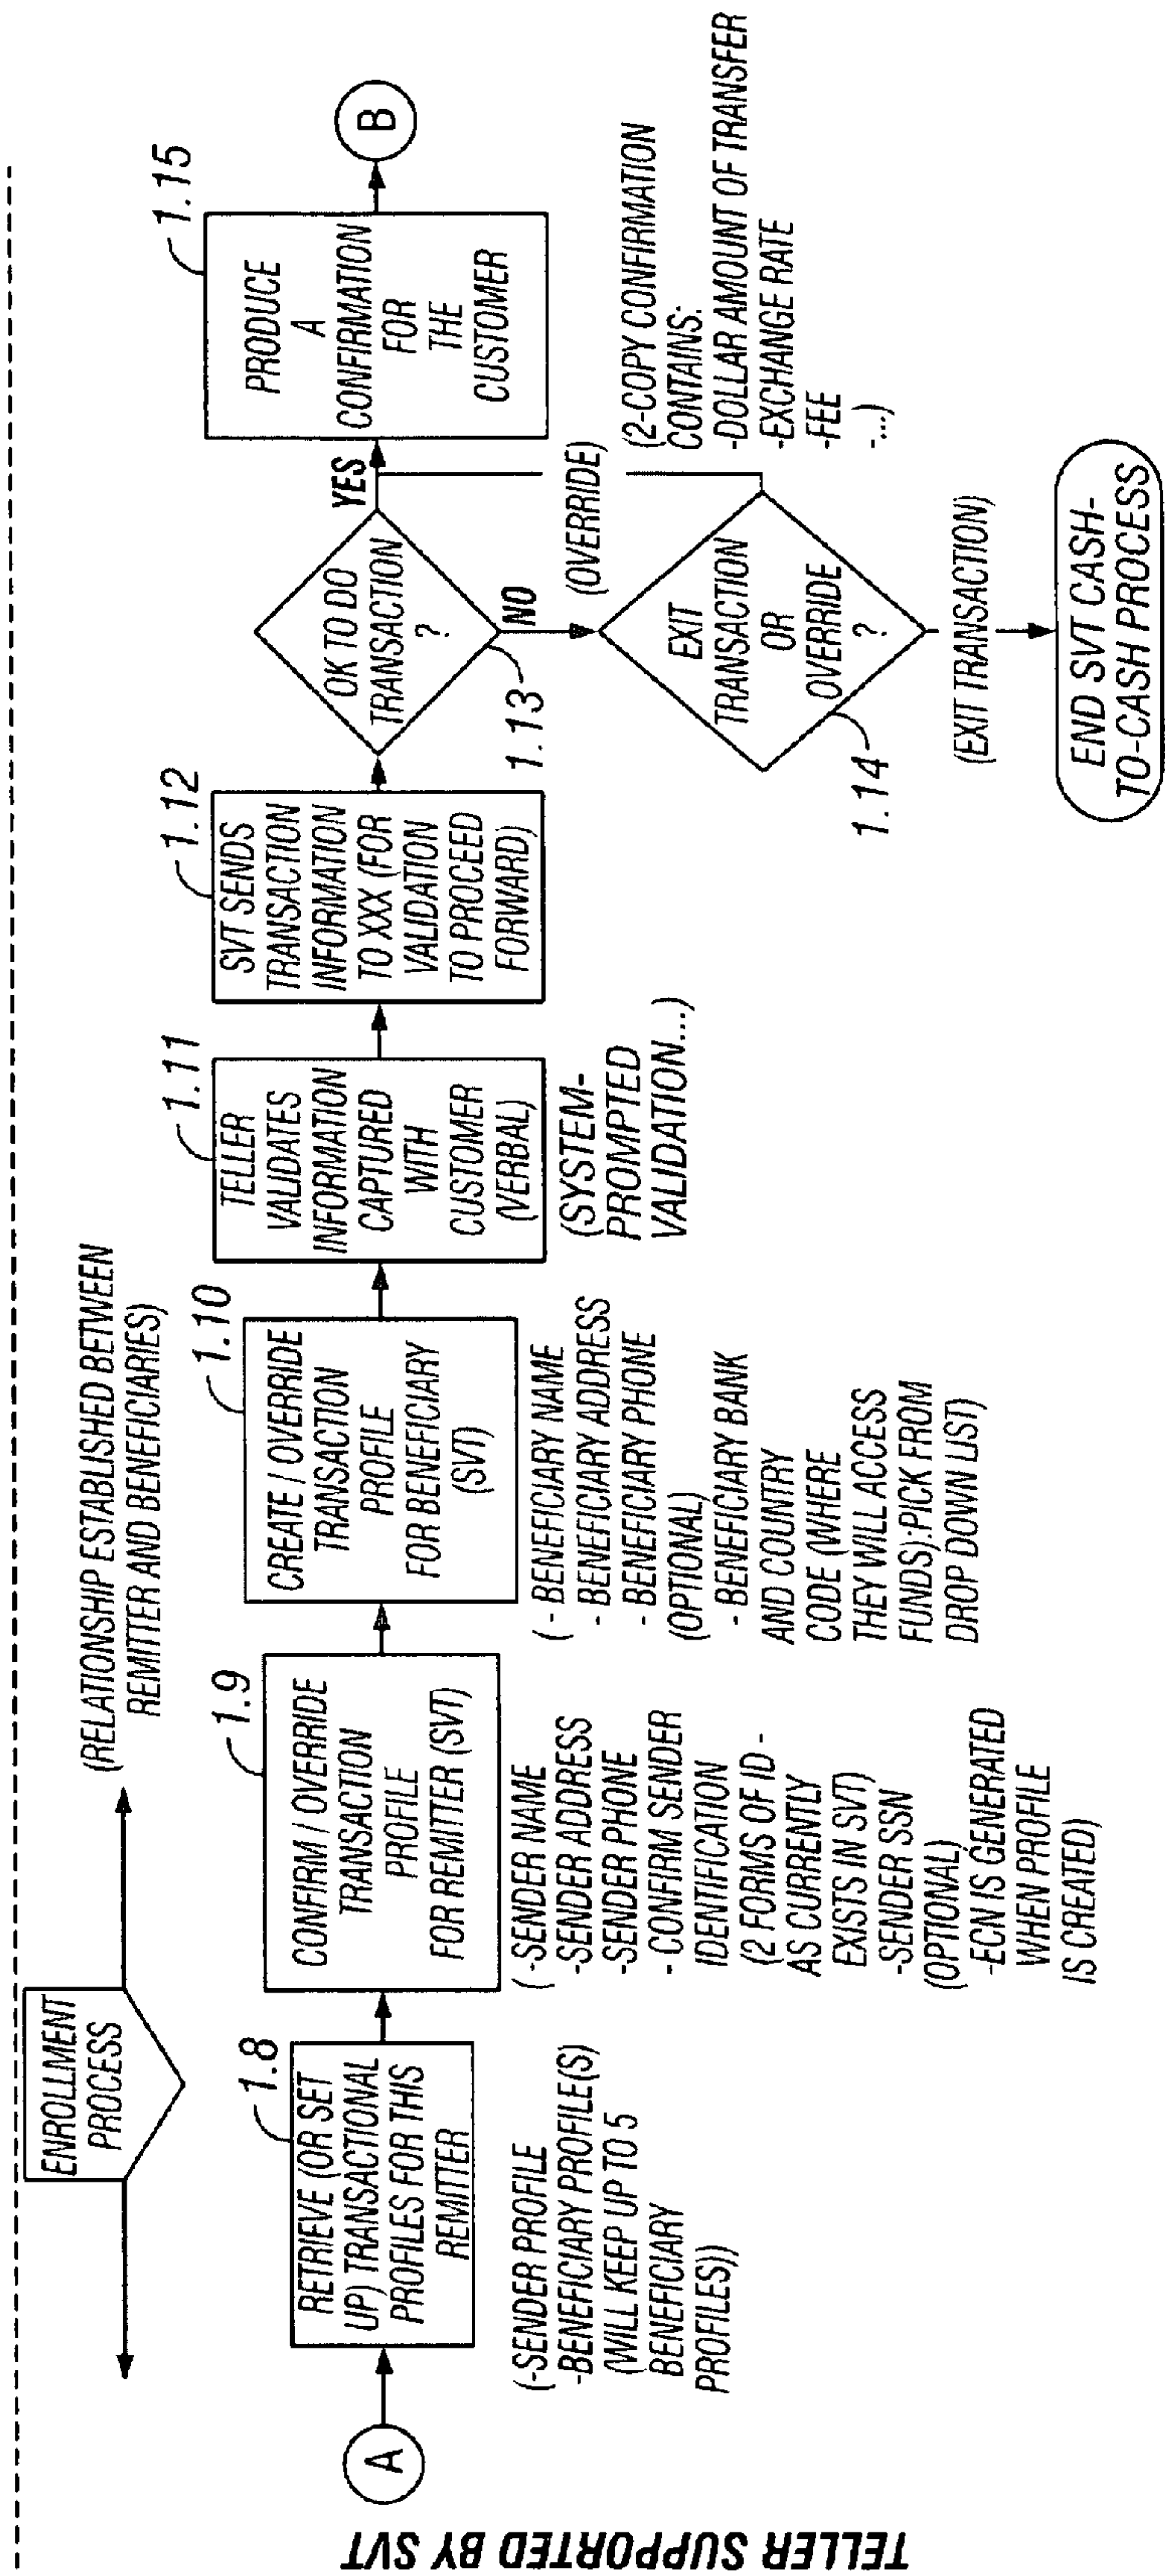 TELLER SUPPORTED BY SVT
ENROLLMENT
PROCESS
(RELATIONSHIP ESTABLISHED BETWEEN
REMITTER AND BENEFICIARIES)
A
1.8
RETRIEVE (OR SET
UP) TRANSACTIONAL
PROFILES FOR THIS
REMITTER
(-SENDER PROFILE
-BENEFICIARY PROFILE(S)
(WILL KEEP UP TO 5
BENEFICIARY
PROFILES))
1.9
CONFIRM / OVERRIDE
TRANSACTION
PROFILE
FOR REMITTER (SVT)
(-SENDER NAME
-SENDER ADDRESS
-SENDER PHONE
- CONFIRM SENDER
IDENTIFICATION
(2 FORMS OF ID -
AS CURRENTLY
EXISTS IN SVT)
-SENDER SSN
(OPTIONAL)
-ECN IS GENERATED
WHEN PROFILE
IS CREATED)
1.10
CREATE / OVERRIDE
TRANSACTION
PROFILE
FOR BENEFICIARY
(SVT)
(- BENEFICIARY NAME
- BENEFICIARY ADDRESS
- BENEFICIARY PHONE
(OPTIONAL)
- BENEFICIARY BANK
AND COUNTRY
CODE (WHERE
THEY WILL ACCESS
FUNDS):PICK FROM
DROP DOWN LIST)
1.11
TELLER
VALIDATES
INFORMATION
CAPTURED
WITH
CUSTOMER
(VERBAL)
(SYSTEM-
PROMPTED
VALIDATION...)
1.12
SVT SENDS
TRANSACTION
INFORMATION
TO XXX (FOR
VALIDATION
TO PROCEED
FORWARD)
OK TO DO
TRANSACTION
?
1.13
YES
NO
(OVERRIDE)
EXIT
TRANSACTION
OR
OVERRIDE
?
1.14
(EXIT TRANSACTION)
END SVT CASH-
TO-CASH PROCESS
1.15
PRODUCE
A
CONFIRMATION
FOR
THE
CUSTOMER
(2-COPY CONFIRMATION
CONTAINS:
-DOLLAR AMOUNT OF TRANSFER
-EXCHANGE RATE
-FEE
-...)
B